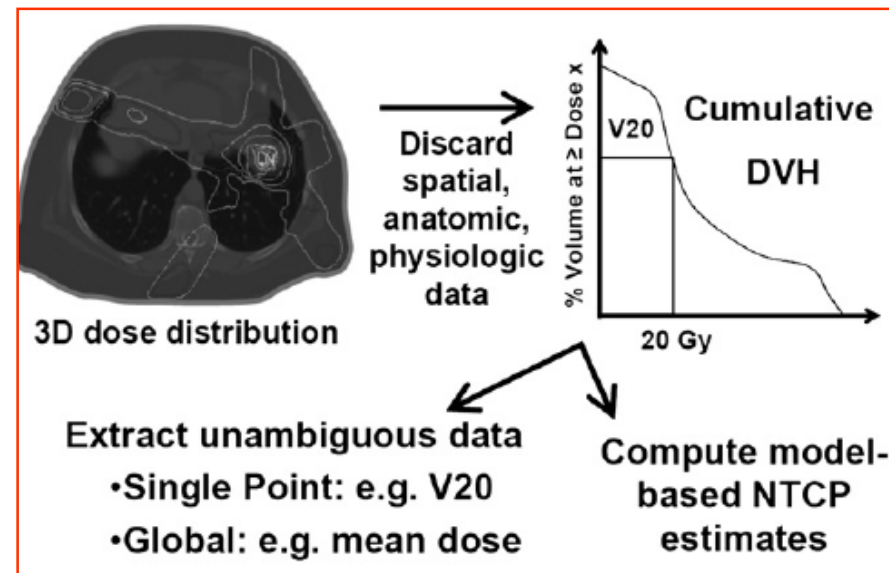 3D dose distribution
Discard
spatial,
anatomic,
physiologic
data
% Volume at ≥ Dose x
V20
Cumulative
DVH
20 Gy
Extract unambiguous data
•Single Point: e.g. V20
•Global: e.g. mean dose
Compute model-
based NTCP
estimates